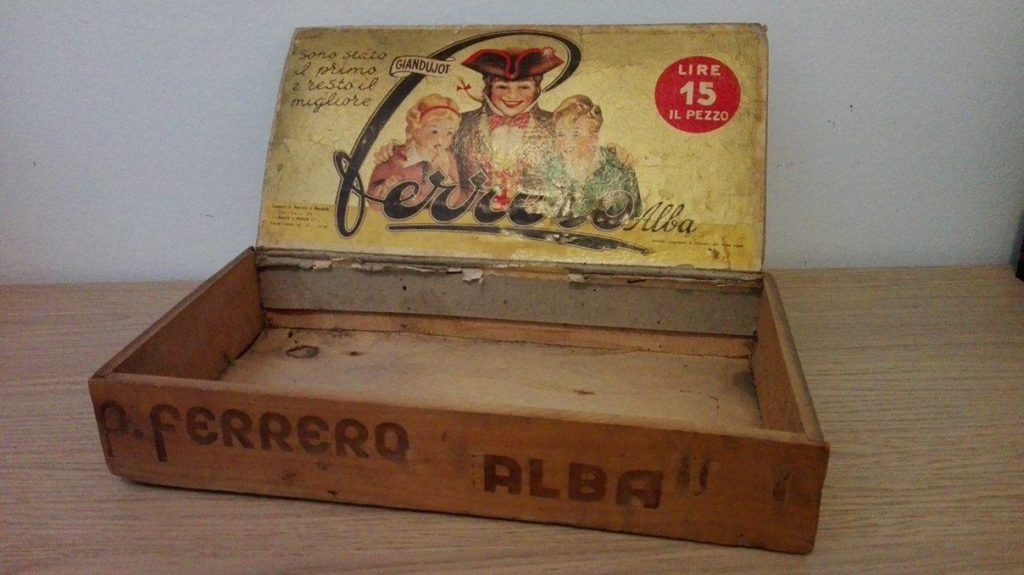 sono stato
il primo
e resto il
migliore
GIANDUJOT
LIRE
15
IL PEZZO
Ferrero
Alba
P. FERRERO ALBA"